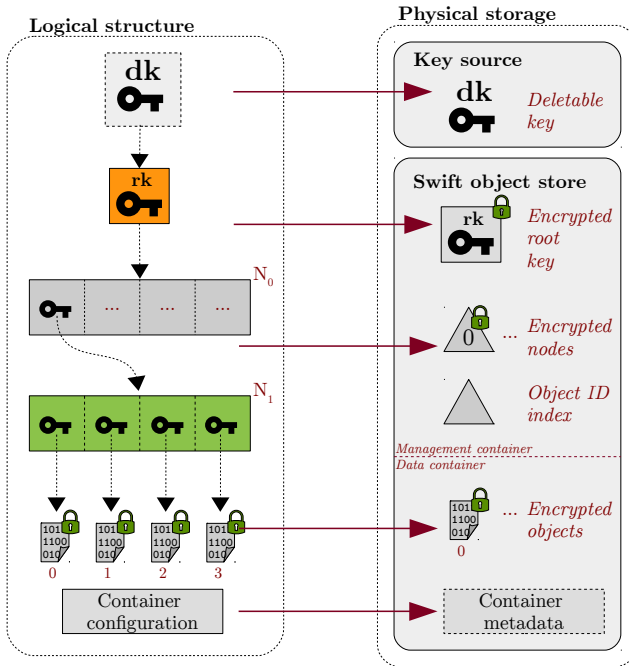 Logical structure
dk
rk
N0
... ... ...
N1
101
1100
010
101
1100
010
101
1100
010
101
1100
010
0 1 2 3
Container
configuration
Physical storage
Key source
dk
Deletable
key
Swift object store
rk
Encrypted
root
key
0
... Encrypted
nodes
Object ID
index
Management container
Data container
101
1100
010
0
... Encrypted
objects
Container
metadata